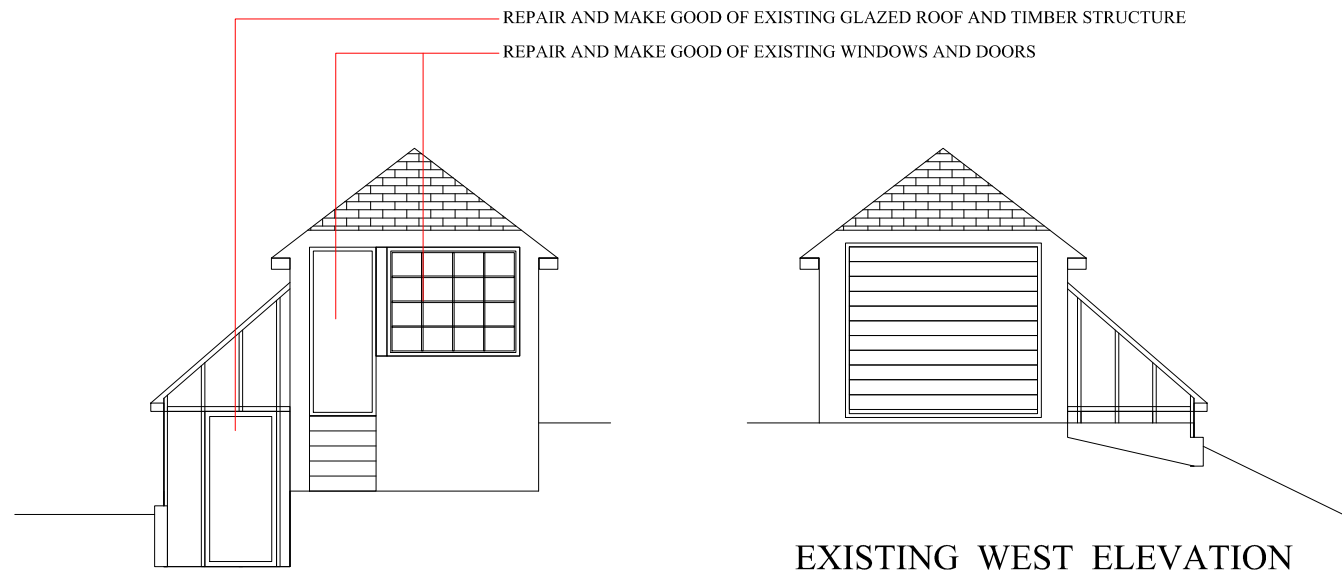 REPAIR AND MAKE GOOD OF EXISTING GLAZED ROOF AND TIMBER STRUCTURE
REPAIR AND MAKE GOOD OF EXISTING WINDOWS AND DOORS
EXISTING WEST ELEVATION